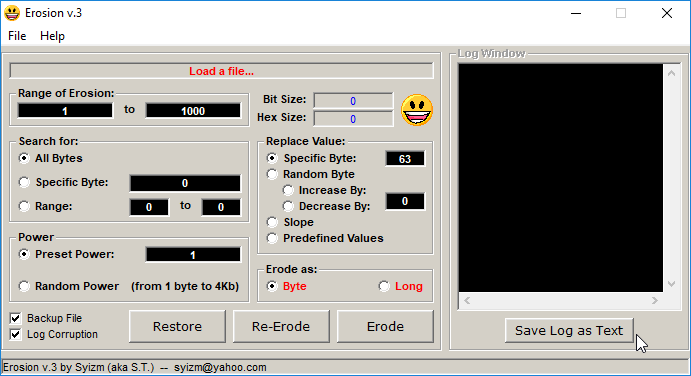 Erosion v.3
File Help
Load a file...
Log Window
Range of Erosion:
1 to 1000
Bit Size: 0
Hex Size: 0
Search for:
All Bytes
Specific Byte: 0
Range: 0 to 0
Replace Value:
Specific Byte: 63
Random Byte
Increase By:
Decrease By: 0
Slope
Predefined Values
Power
Preset Power: 1
Random Power (from 1 byte to 4Kb)
Erode as:
Byte Long
Backup File
Log Corruption
Restore Re-Erode Erode
Save Log as Text
Erosion v.3 by Syizm (aka S.T.) -- syizm@yahoo.com